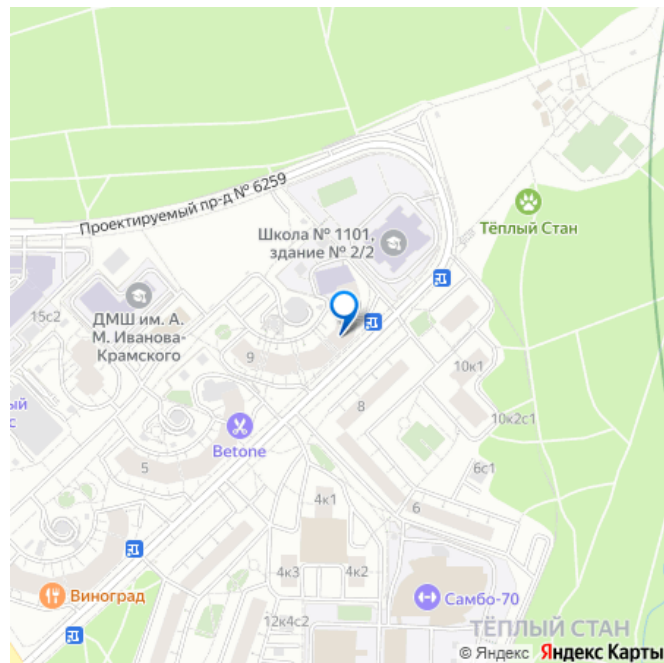 Проектируемый пр-д № 6259
Тёплый Стан
Школа № 1101,
здание № 2/2
15с2
ДМШ им. А.
М. Иванова-
Крамского
9
10к1
8
10к2с1
ый
с
Betone
5
6с1
4к1
6
4к3
4к2
Виноград
Самбо-70
12к4с2
ТЁПЛЫЙ СТАН
© Яндекс Яндекс Карты